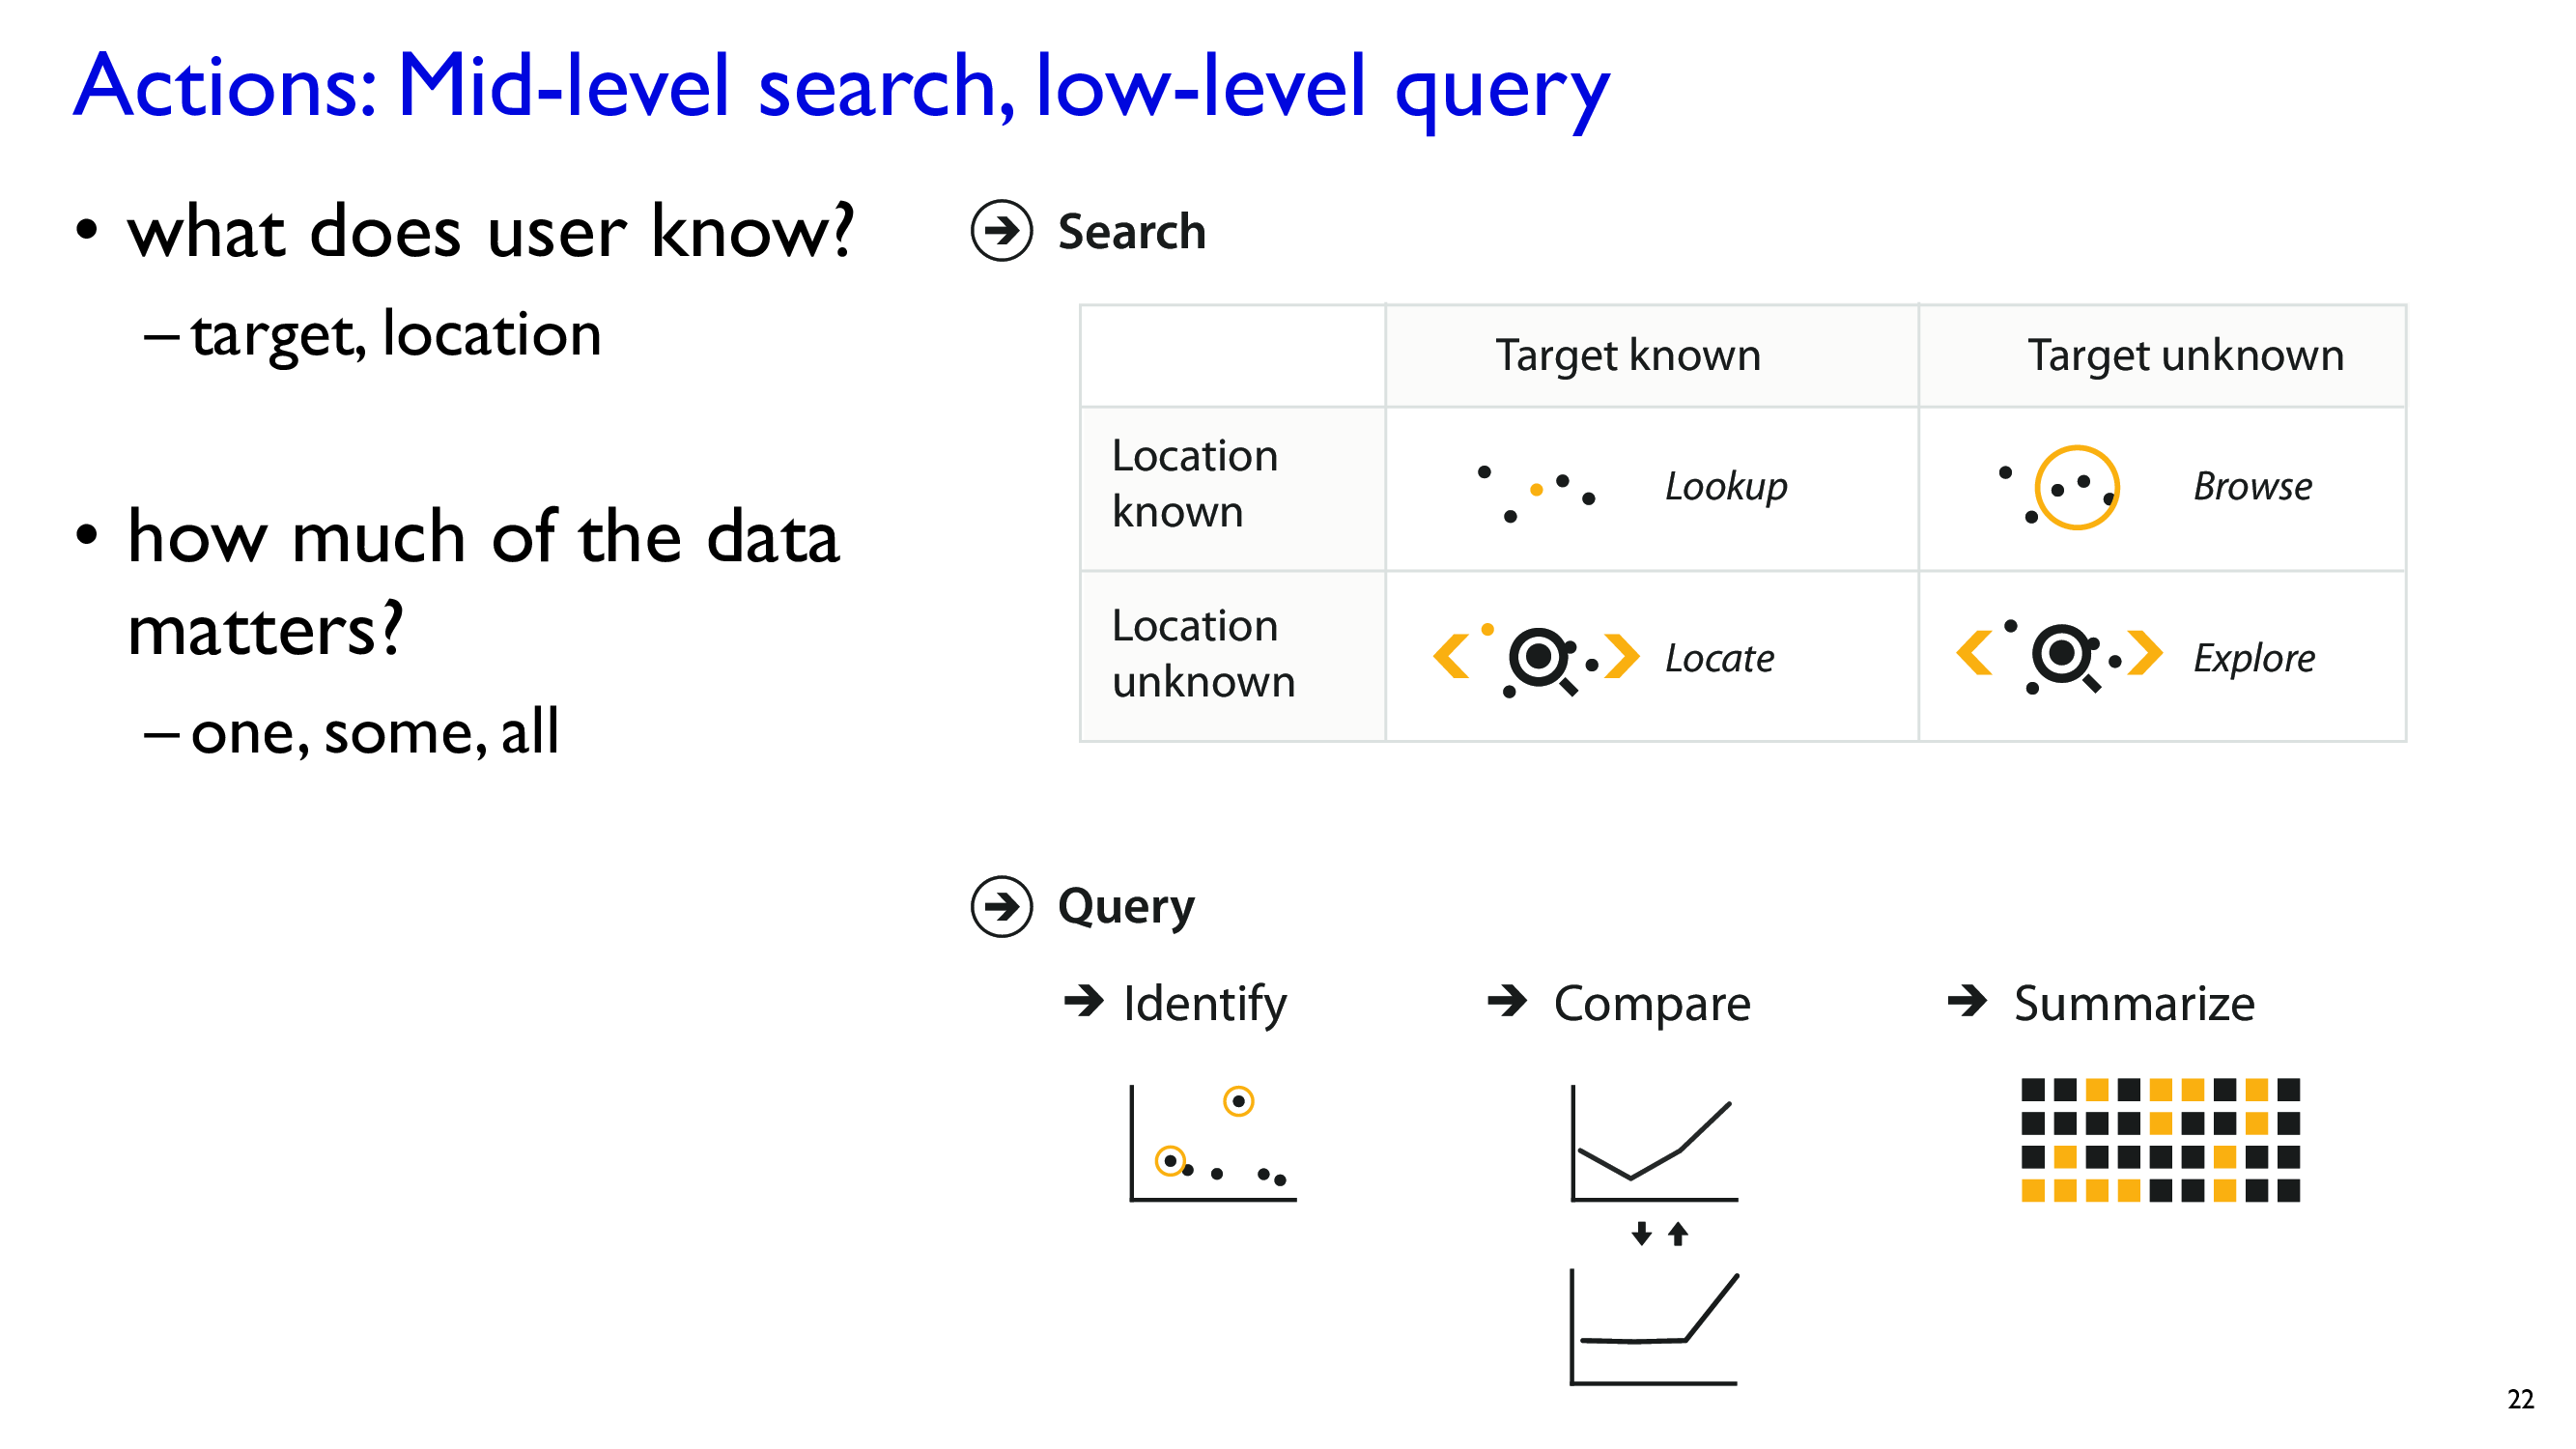 Actions: Mid-level search, low-level query
• what does user know?
– target, location
• how much of the data
matters?
– one, some, all
Search
Target known
Target unknown
Location
known
Lookup
Browse
Location
unknown
Locate
Explore
Query
Identify
Compare
Summarize
22